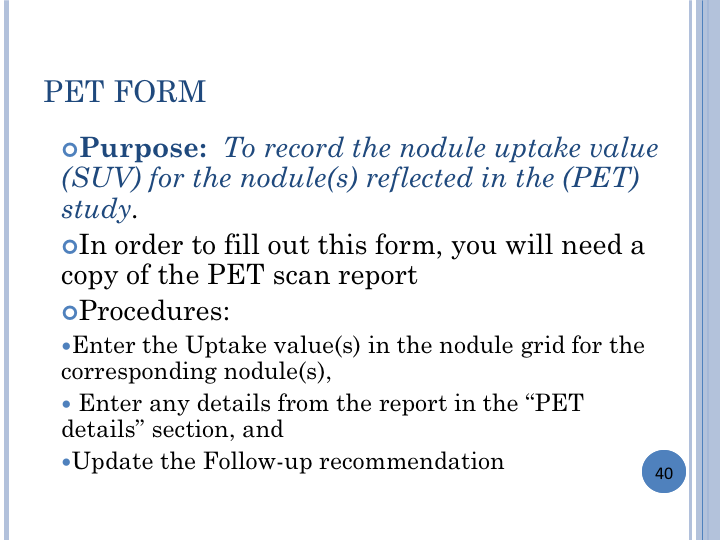 PET FORM
Purpose: To record the nodule uptake value
(SUV) for the nodule(s) reflected in the (PET)
study.
In order to fill out this form, you will need a
copy of the PET scan report
Procedures:
•Enter the Uptake value(s) in the nodule grid for the
corresponding nodule(s),
• Enter any details from the report in the “PET
details” section, and
•Update the Follow-up recommendation
40